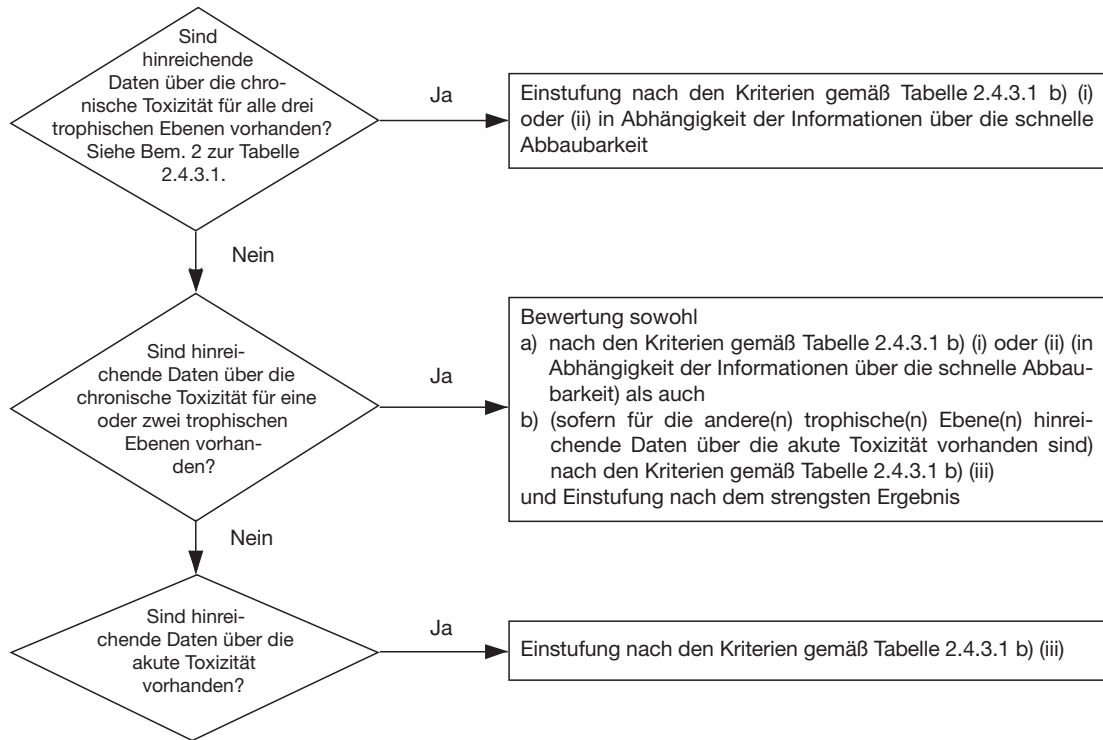 Sind
hinreichende
Daten über die chro-
nische Toxizität für alle drei
trophischen Ebenen vorhanden?
Siehe Bem. 2 zur Tabelle
2.4.3.1.
Ja
Einstufung nach den Kriterien gemäß Tabelle 2.4.3.1 b) (i)
oder (ii) in Abhängigkeit der Informationen über die schnelle
Abbaubarkeit
Nein
Sind hinrei-
chende Daten über die
chronische Toxizität für eine
oder zwei trophischen
Ebenen vorhan-
den?
Ja
Bewertung sowohl
a) nach den Kriterien gemäß Tabelle 2.4.3.1 b) (i) oder (ii) (in
Abhängigkeit der Informationen über die schnelle Abbau-
barkeit) als auch
b) (sofern für die andere(n) trophische(n) Ebene(n) hinrei-
chende Daten über die akute Toxizität vorhanden sind)
nach den Kriterien gemäß Tabelle 2.4.3.1 b) (iii)
und Einstufung nach dem strengsten Ergebnis
Nein
Sind hinrei-
chende Daten über die
akute Toxizität
vorhanden?
Ja
Einstufung nach den Kriterien gemäß Tabelle 2.4.3.1 b) (iii)